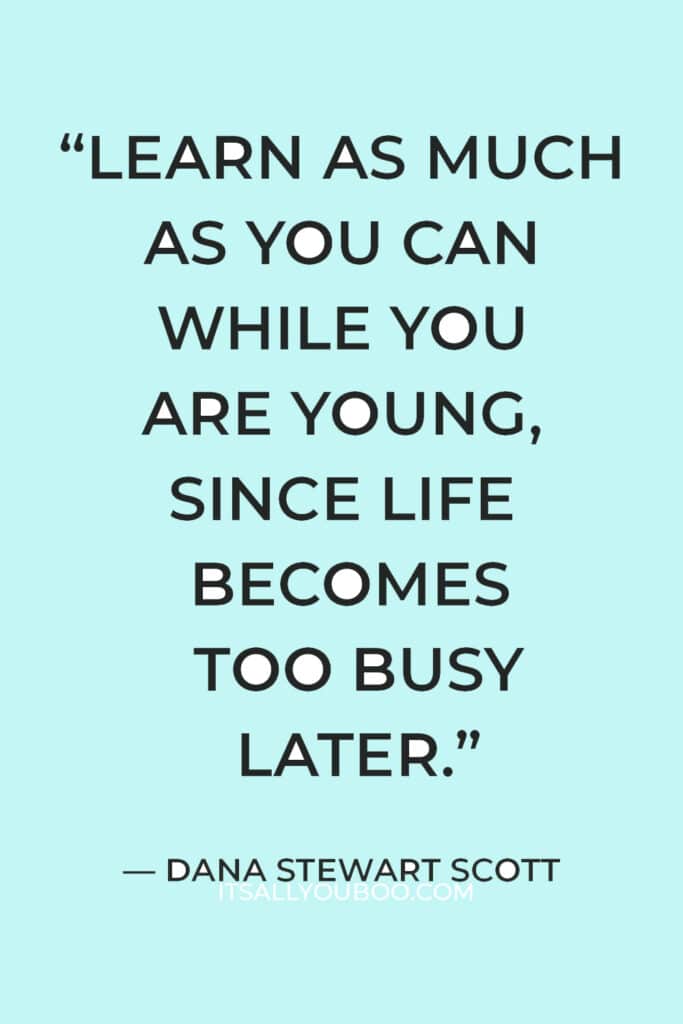 “LEARN AS MUCH
AS YOU CAN
WHILE YOU
ARE YOUNG,
SINCE LIFE
BECOMES
TOO BUSY
LATER.”
— DANA STEWART SCOTT
ITSALLYOUBOO.COM